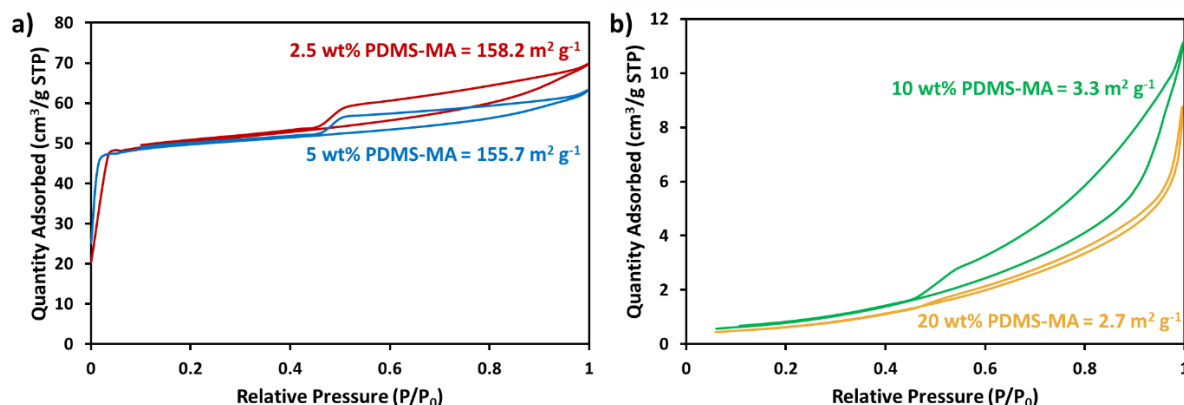 a)
80
70
60
50
40
30
20
10
0
Quantity Adsorbed (cm³/g STP)
2.5 wt% PDMS-MA = 158.2 m² g⁻¹
5 wt% PDMS-MA = 155.7 m² g⁻¹
0 0.2 0.4 0.6 0.8 1
Relative Pressure (P/P₀)
b)
12
10
8
6
4
2
0
Quantity Adsorbed (cm³/g STP)
10 wt% PDMS-MA = 3.3 m² g⁻¹
20 wt% PDMS-MA = 2.7 m² g⁻¹
0 0.2 0.4 0.6 0.8 1
Relative Pressure (P/P₀)